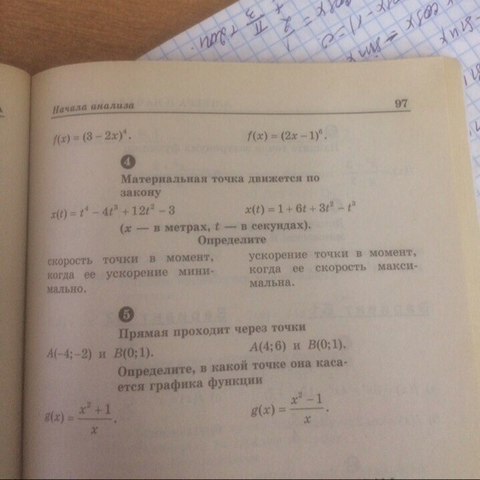 Начала анализа 97
f(x) = (3 − 2x)⁴. f(x) = (2x − 1)⁶.
4
Материальная точка движется по
закону
x(t) = t⁴ − 4t³ + 12t² − 3 x(t) = 1 + 6t + 3t² − t³
(x — в метрах, t — в секундах).
Определите
скорость точки в момент,
когда ее ускорение мини-
мально.
ускорение точки в момент,
когда ее скорость макси-
мальна.
5
Прямая проходит через точки
A(−4; −2) и B(0; 1). A(4; 6) и B(0; 1).
Определите, в какой точке она каса-
ется графика функции
g(x) = (x² + 1)/x. g(x) = (x² − 1)/x.